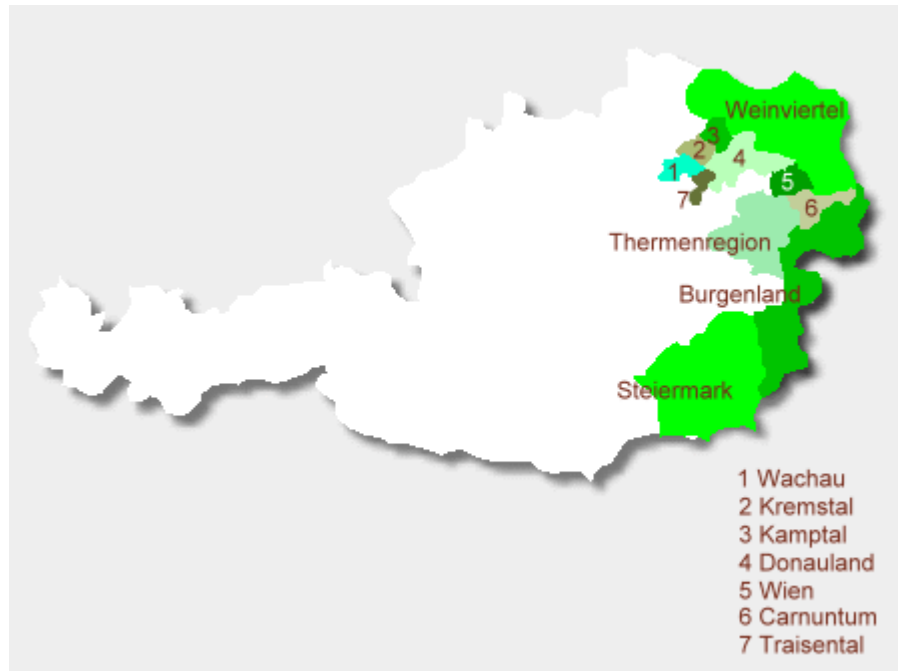 Weinviertel
3
2
4
1
5
7
6
Thermenregion
Burgenland
Steiermark
1 Wachau
2 Kremstal
3 Kamptal
4 Donauland
5 Wien
6 Carnuntum
7 Traisental